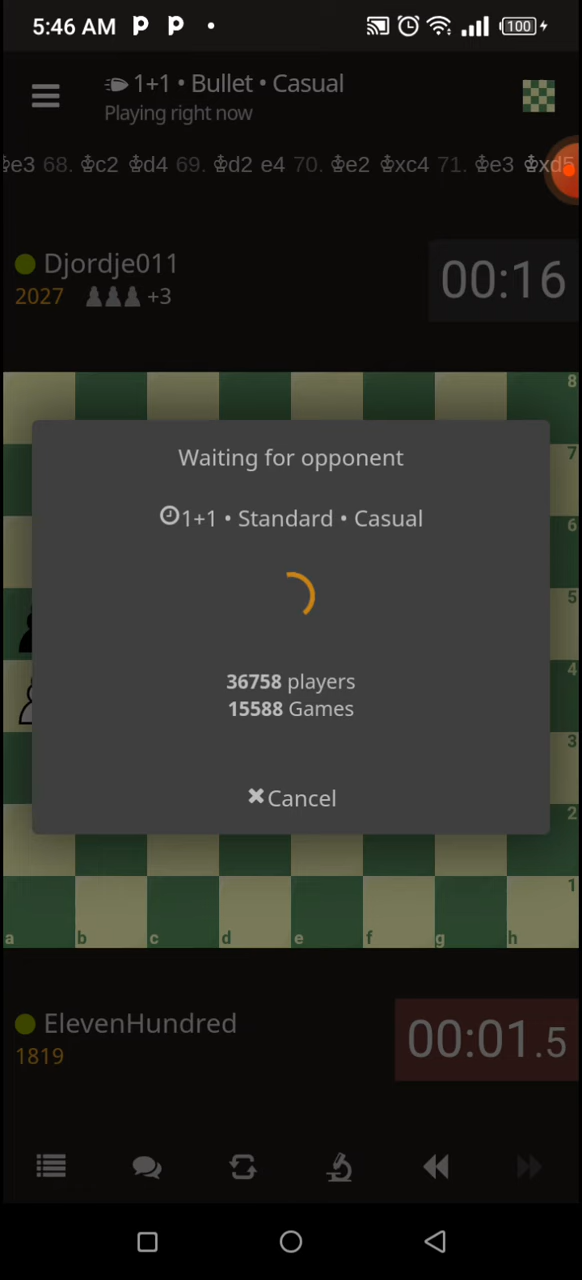 5:46 AM
100
1+1 • Bullet • Casual
Playing right now
e3 68. ♔c2 ♔d4 69. ♔d2 e4 70. ♔e2 ♔xc4 71. ♔e3 ♔xd5
Djordje011
00:16
2027 +3
8
7
Waiting for opponent
1+1 • Standard • Casual
6
5
36758 players
4
15588 Games
3
Cancel
2
1
a b c d e f g h
ElevenHundred
00:01.5
1819